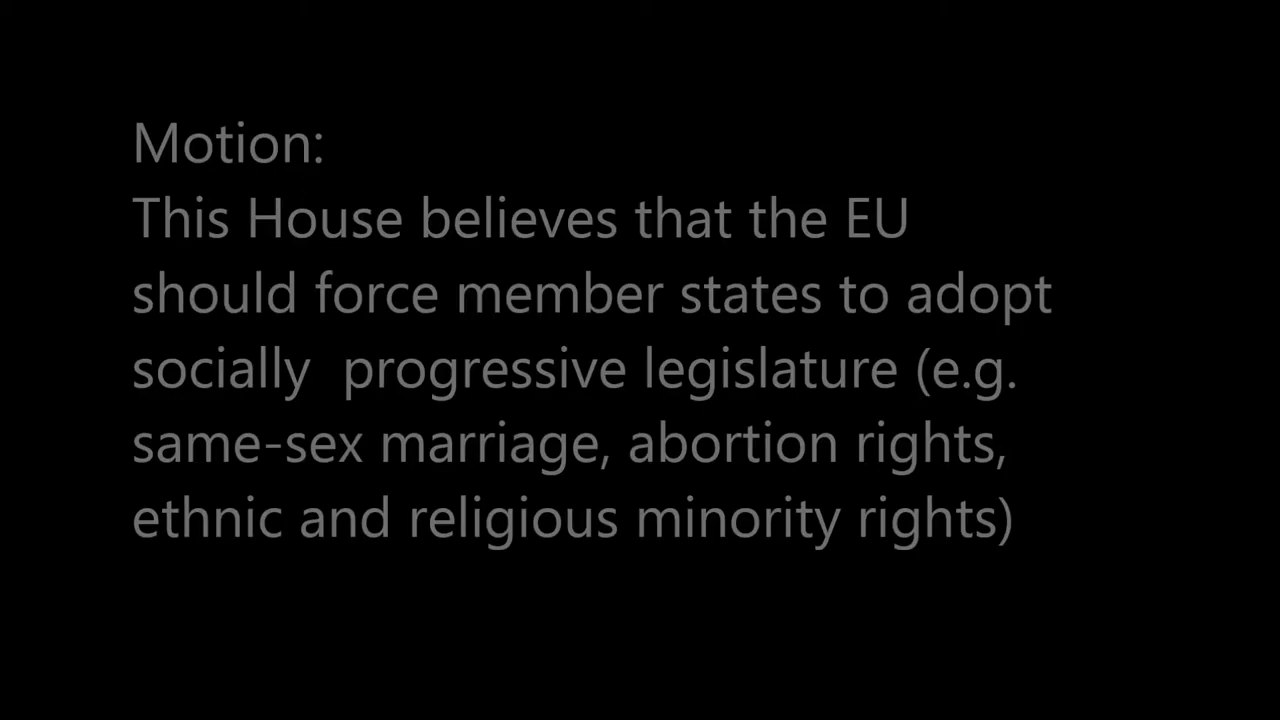 Motion:
This House believes that the EU
should force member states to adopt
socially  progressive legislature (e.g.
same-sex marriage, abortion rights,
ethnic and religious minority rights)